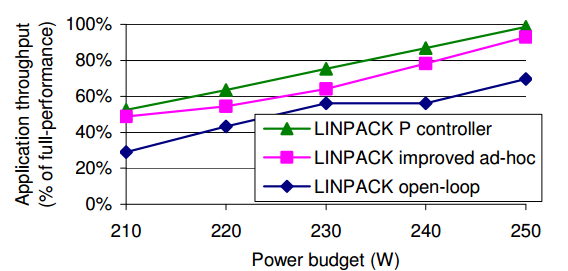 Application throughput
(% of full-performance)
100%
80%
60%
40%
20%
0%
LINPACK P controller
LINPACK improved ad-hoc
LINPACK open-loop
210 220 230 240 250
Power budget (W)